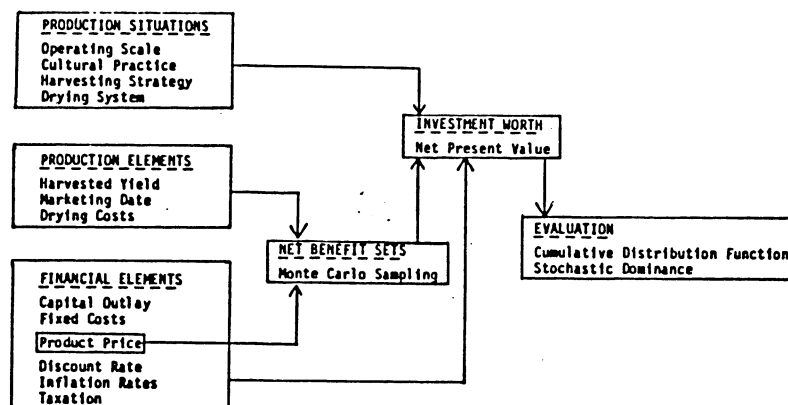 PRODUCTION SITUATIONS
Operating Scale
Cultural Practice
Harvesting Strategy
Drying System
INVESTMENT WORTH
Net Present Value
PRODUCTION ELEMENTS
Harvested Yield
Marketing Date
Drying Costs
NET BENEFIT SETS
Monte Carlo Sampling
EVALUATION
Cumulative Distribution Function
Stochastic Dominance
FINANCIAL ELEMENTS
Capital Outlay
Fixed Costs
Product Price
Discount Rate
Inflation Rates
Taxation